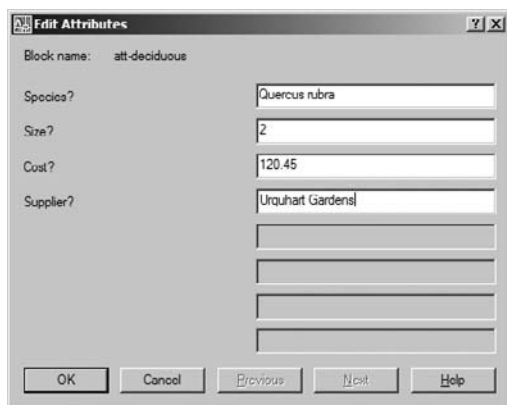 Edit Attributes
Block name: att-deciduous
Species? Quercus rubra
Size? 2
Cost? 120.45
Supplier? Urquhart Gardens
OK Cancel Previous Next Help